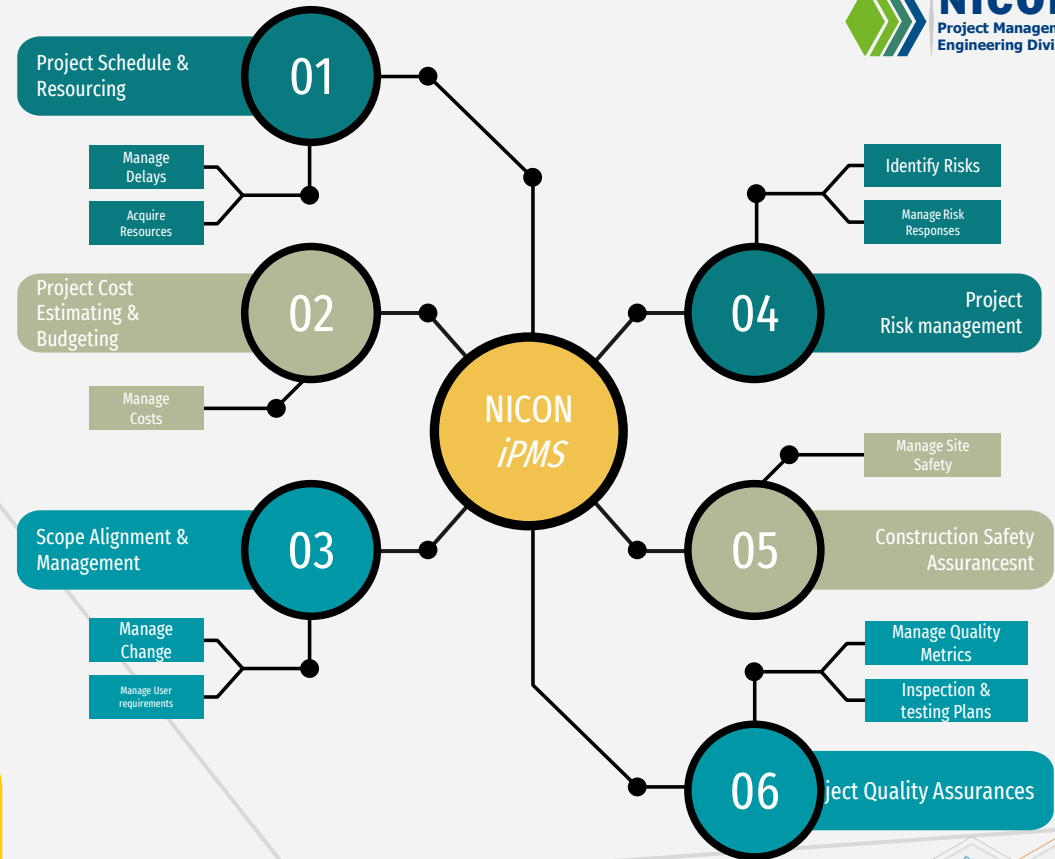 NICON
Project Managem
Engineering Divi
Project Schedule &
Resourcing
01
Manage
Delays
Acquire
Resources
Project Cost
Estimating &
Budgeting
02
Manage
Costs
Scope Alignment &
Management
03
Manage
Change
Manage User
requirements
NICON
iPMS
Identify Risks
Manage Risk
Responses
04
Project
Risk management
Manage Site
Safety
05
Construction Safety
Assurancesnt
Manage Quality
Metrics
Inspection &
testing Plans
06
ject Quality Assurances